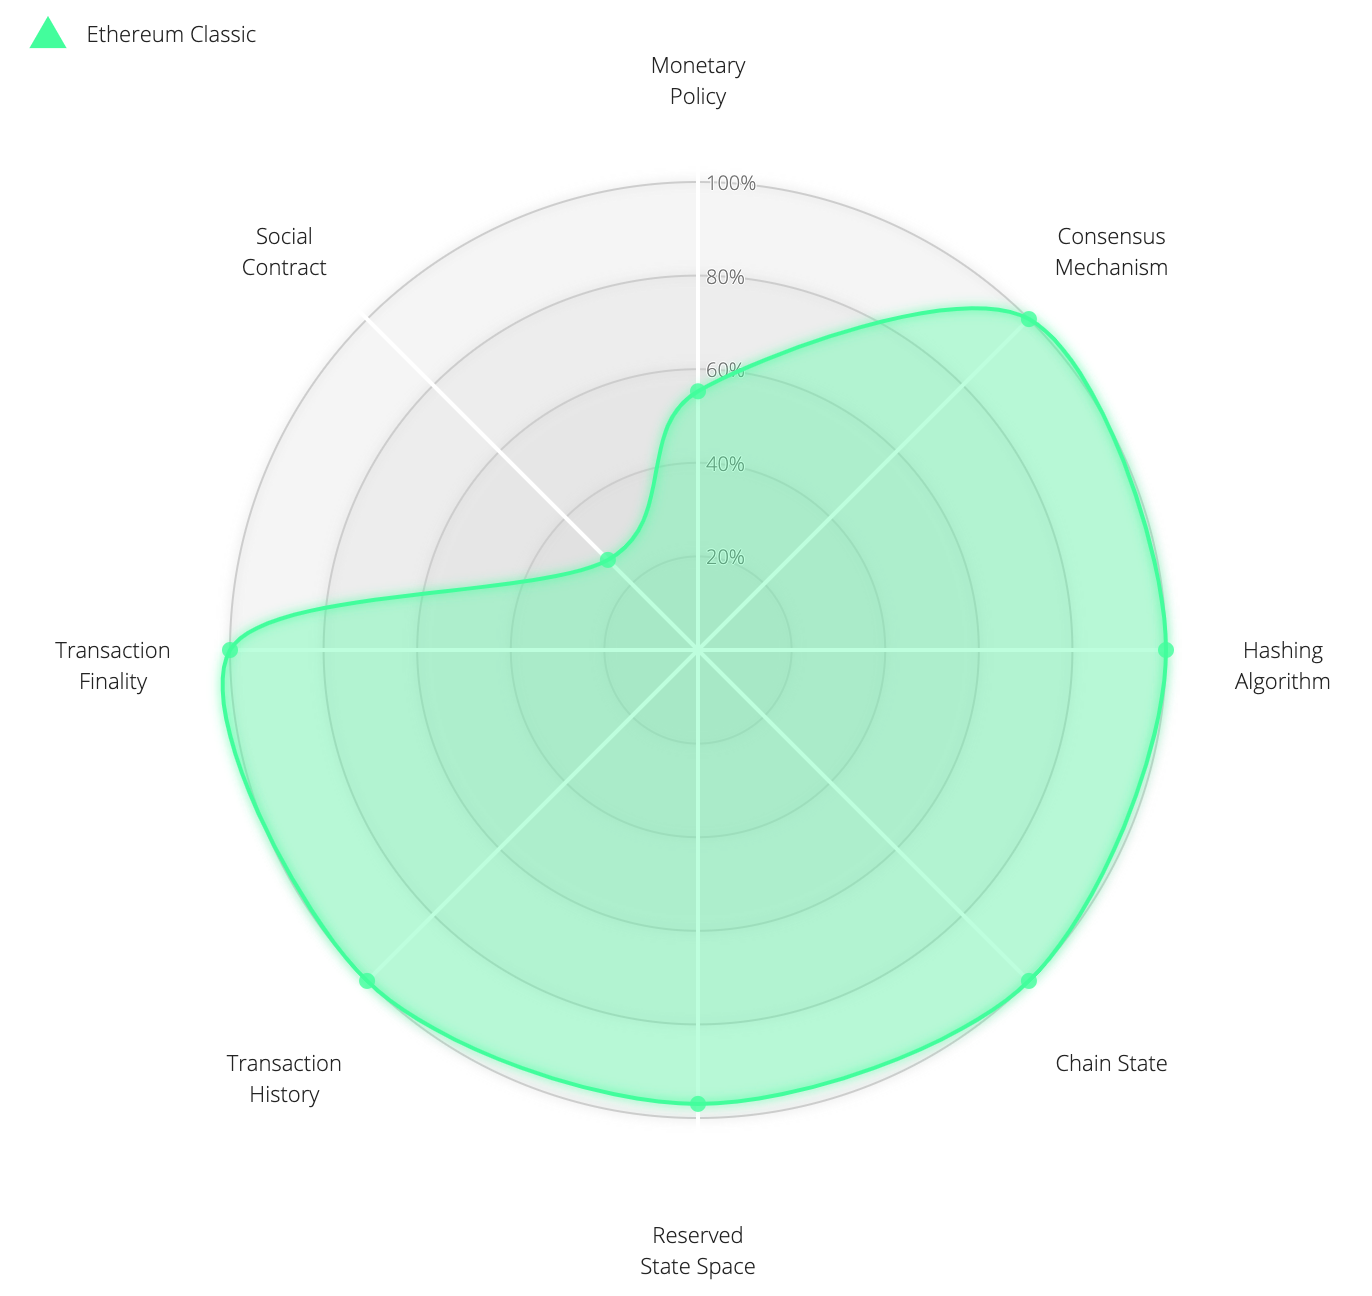 Ethereum Classic
Monetary
Policy
100%
Social
Contract
Consensus
Mechanism
80%
60%
40%
20%
Transaction
Finality
Hashing
Algorithm
Transaction
History
Chain State
Reserved
State Space